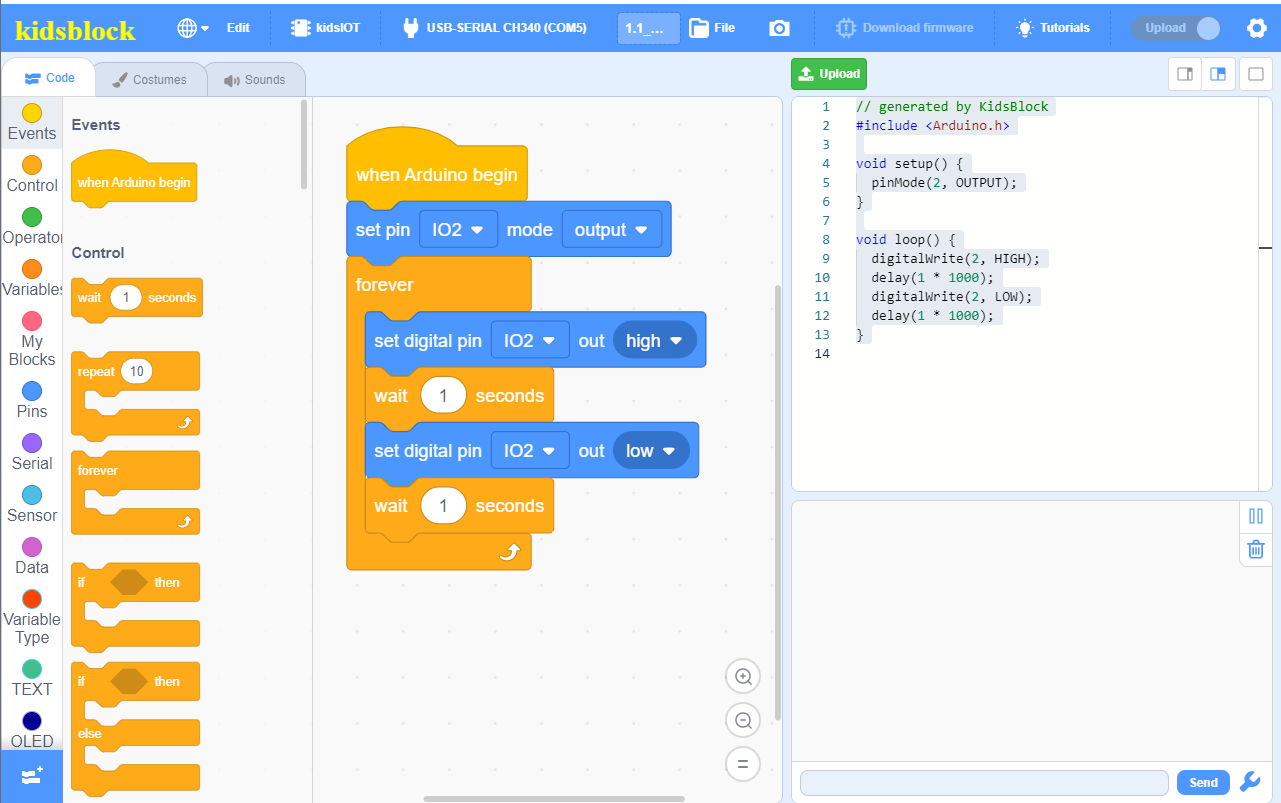 kidsblock
Edit
kidsIOT
USB-SERIAL CH340 (COM5)
1.1_...
File
Download firmware
Tutorials
Upload
Code
Costumes
Sounds
Upload
Events
Control
Operator
Variables
My
Blocks
Pins
Serial
Sensor
Data
Variable
Type
TEXT
OLED
Events
when Arduino begin
Control
wait 1 seconds
repeat 10
forever
if then
if then
else
when Arduino begin
set pin IO2 mode output
forever
set digital pin IO2 out high
wait 1 seconds
set digital pin IO2 out low
wait 1 seconds
1 // generated by KidsBlock
2 #include <Arduino.h>
3
4 void setup() {
5 pinMode(2, OUTPUT);
6 }
7
8 void loop() {
9 digitalWrite(2, HIGH);
10 delay(1 * 1000);
11 digitalWrite(2, LOW);
12 delay(1 * 1000);
13 }
14
Send